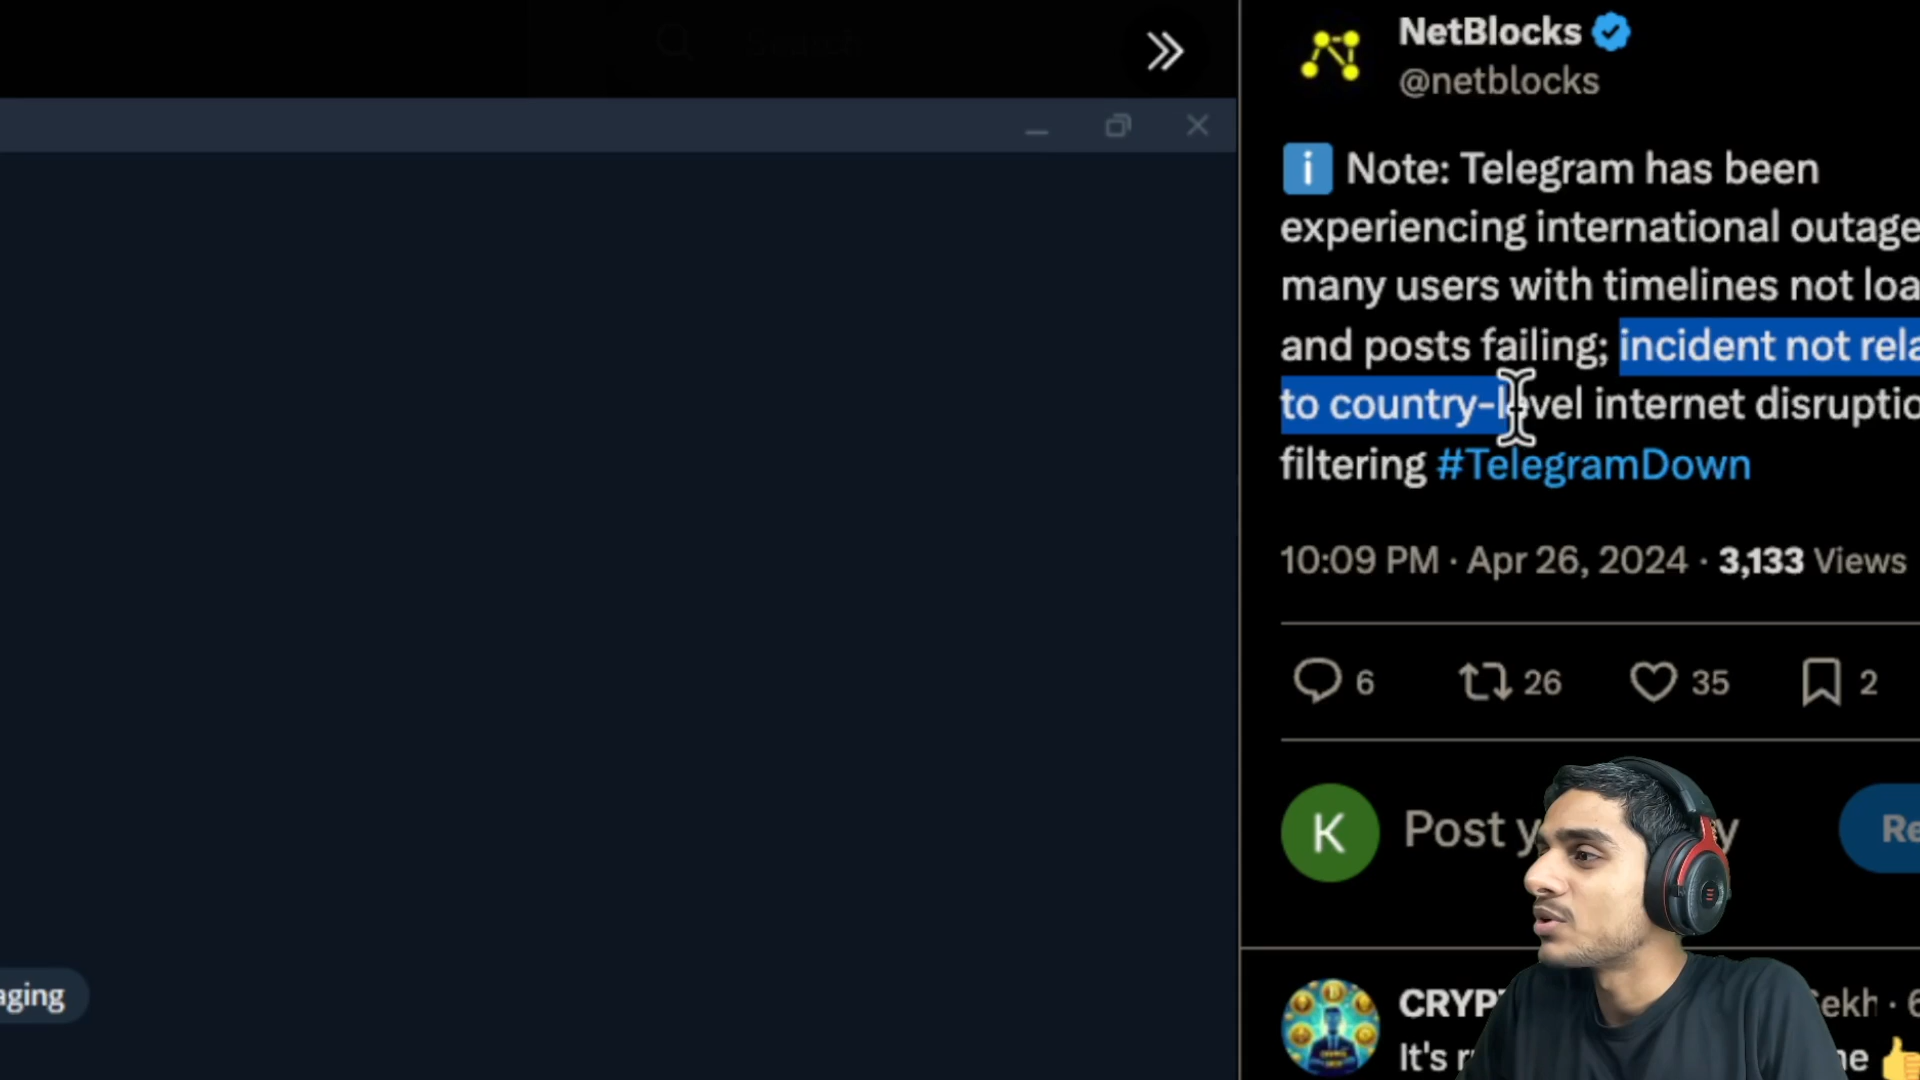 Search
NetBlocks
@netblocks
Note: Telegram has been
experiencing international outage
many users with timelines not loa
and posts failing; incident not rela
to country-level internet disruptio
filtering #TelegramDown
10:09 PM · Apr 26, 2024 · 3,133 Views
6 26 35 2
K Post y y Re
aging
CRYP ekh · 6
It's r ne